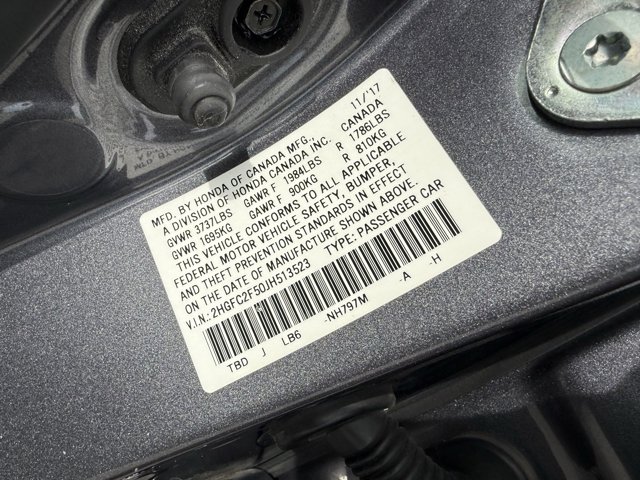 MFD. BY HONDA OF CANADA MFG., 11/'17
A DIVISION OF HONDA CANADA INC. CANADA
GVWR 3737LBS GAWR F 1984LBS R 1786LBS
GVWR 1695KG GAWR F 900KG R 810KG
THIS VEHICLE CONFORMS TO ALL APPLICABLE
FEDERAL MOTOR VEHICLE SAFETY, BUMPER,
AND THEFT PREVENTION STANDARDS IN EFFECT
ON THE DATE OF MANUFACTURE SHOWN ABOVE.
V.I.N.:2HGFC2F50JH513523 TYPE: PASSENGER CAR
TBD J LB6 -NH797M -A -H